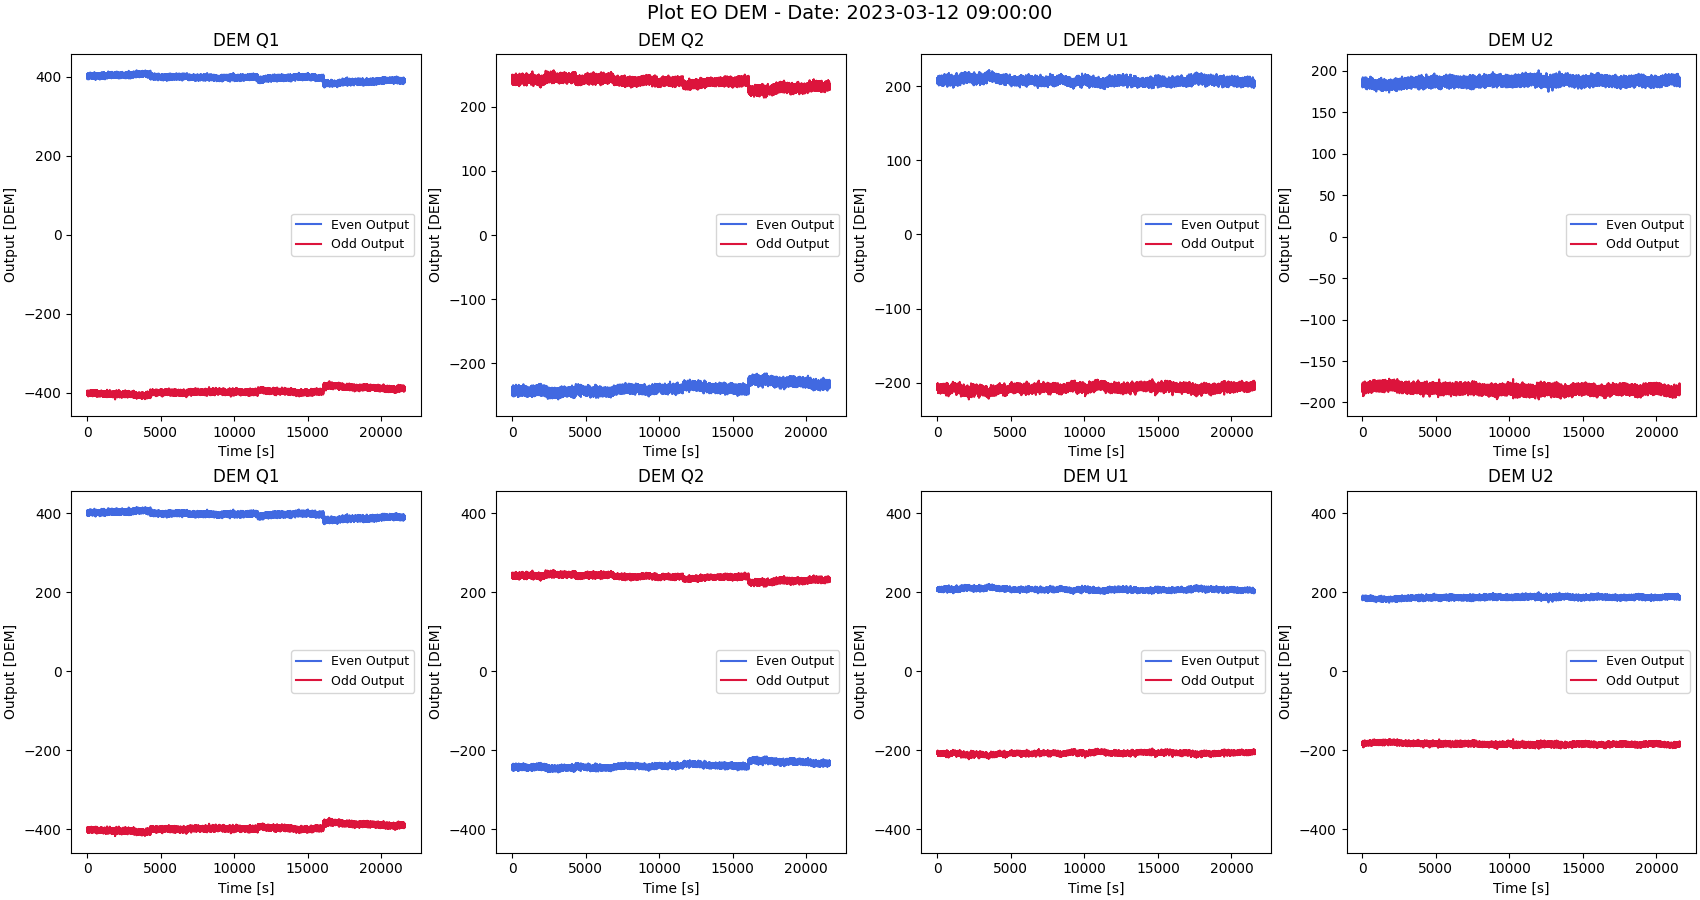 Plot EO DEM - Date: 2023-03-12 09:00:00
DEM Q1
Output [DEM]
400
200
0
−200
−400
Even Output
Odd Output
0 5000 10000 15000 20000
Time [s]
DEM Q2
Output [DEM]
200
100
0
−100
−200
Even Output
Odd Output
0 5000 10000 15000 20000
Time [s]
DEM U1
Output [DEM]
200
100
0
−100
−200
Even Output
Odd Output
0 5000 10000 15000 20000
Time [s]
DEM U2
Output [DEM]
200
150
100
50
0
−50
−100
−150
−200
Even Output
Odd Output
0 5000 10000 15000 20000
Time [s]
DEM Q1
Output [DEM]
400
200
0
−200
−400
Even Output
Odd Output
0 5000 10000 15000 20000
Time [s]
DEM Q2
Output [DEM]
400
200
0
−200
−400
Even Output
Odd Output
0 5000 10000 15000 20000
Time [s]
DEM U1
Output [DEM]
400
200
0
−200
−400
Even Output
Odd Output
0 5000 10000 15000 20000
Time [s]
DEM U2
Output [DEM]
400
200
0
−200
−400
Even Output
Odd Output
0 5000 10000 15000 20000
Time [s]